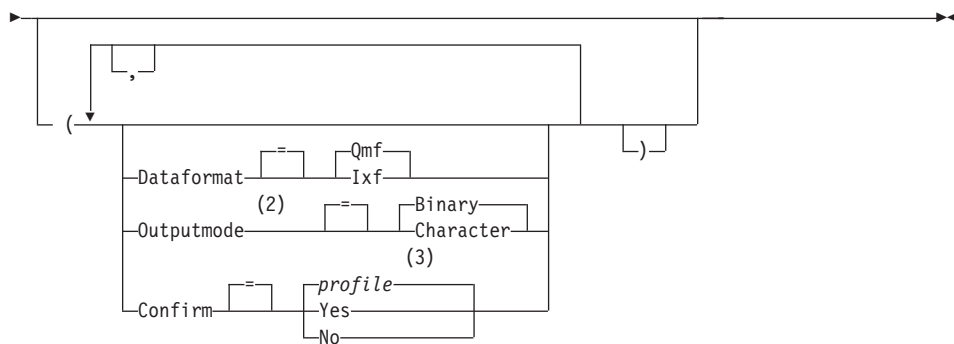 ,
(
)
= Qmf
Dataformat Ixf
(2)
= Binary
Outputmode Character
(3)
= profile
Confirm Yes
No